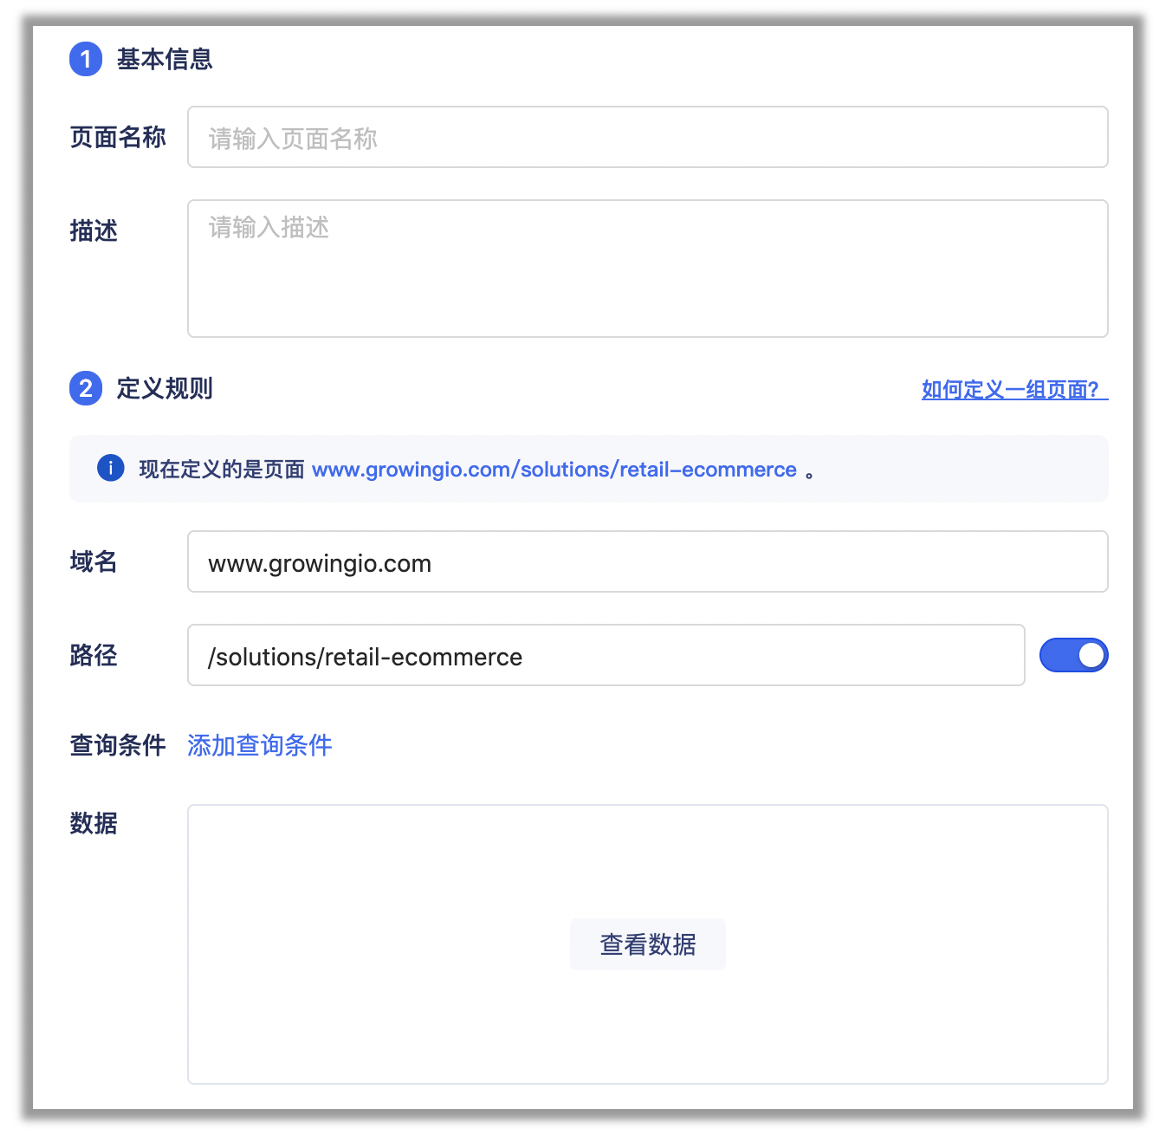 1 基本信息
页面名称 请输入页面名称
描述 请输入描述
2 定义规则 如何定义一组页面?
i 现在定义的是页面 www.growingio.com/solutions/retail-ecommerce 。
域名 www.growingio.com
路径 /solutions/retail-ecommerce
查询条件 添加查询条件
数据
查看数据